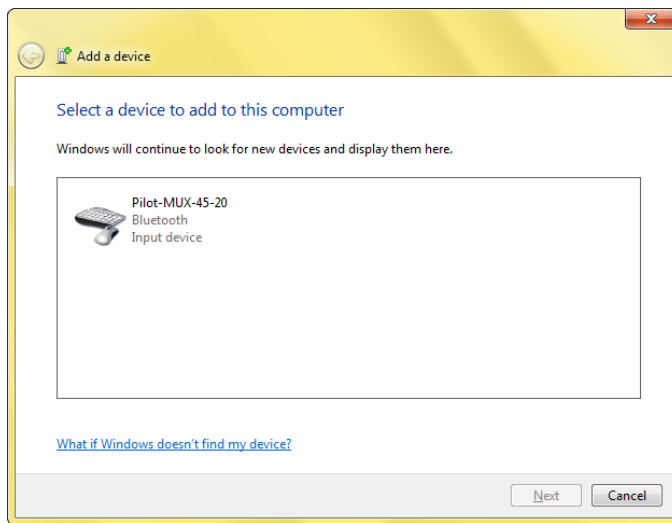 Add a device
Select a device to add to this computer
Windows will continue to look for new devices and display them here.
Pilot-MUX-45-20
Bluetooth
Input device
What if Windows doesn't find my device?
Next
Cancel